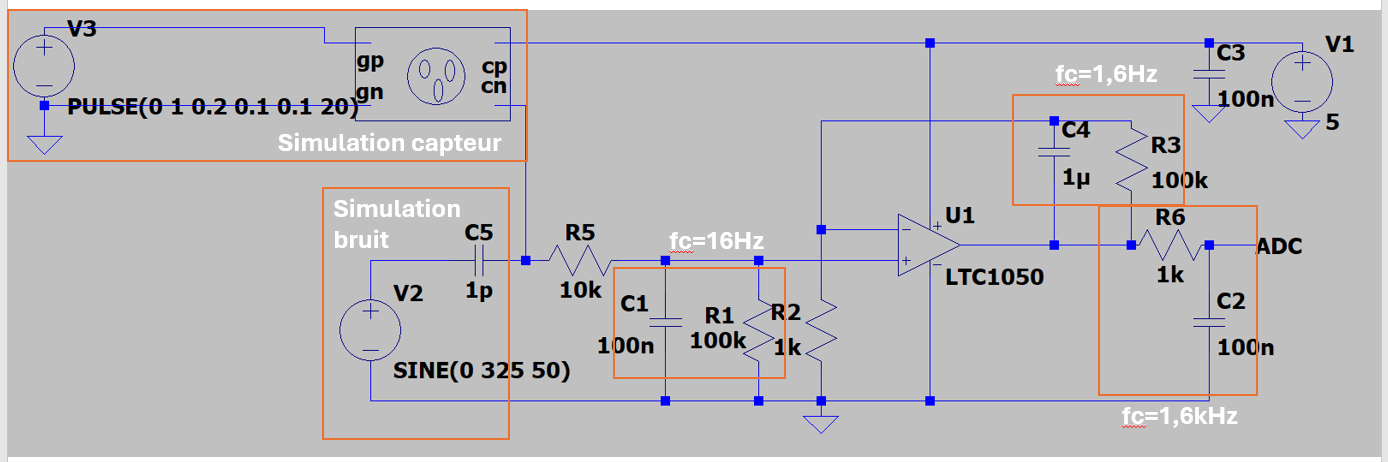 V3
gp
gn
cp
cn
PULSE(0 1 0.2 0.1 0.1 20)
Simulation capteur
fc=1,6Hz
C3
100n
V1
5
C4
1µ
R3
100k
Simulation
bruit
C5
1p
R5
10k
fc=16Hz
U1
LTC1050
R6
1k
ADC
V2
SINE(0 325 50)
C1
100n
R1
100k
R2
1k
C2
100n
fc=1,6kHz